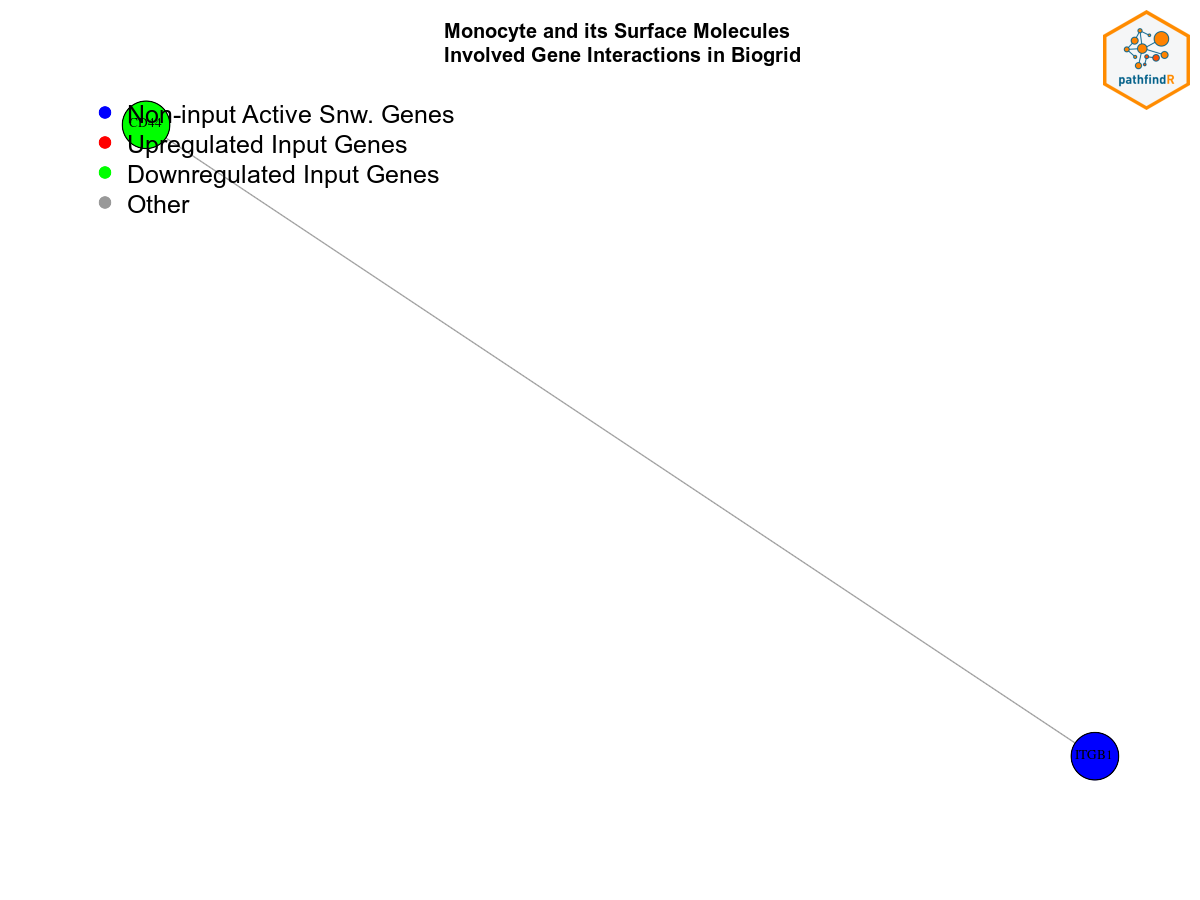 Monocyte and its Surface Molecules
Involved Gene Interactions in Biogrid
pathfindR
Non-input Active Snw. Genes
CD44
Upregulated Input Genes
Downregulated Input Genes
Other
ITGB1